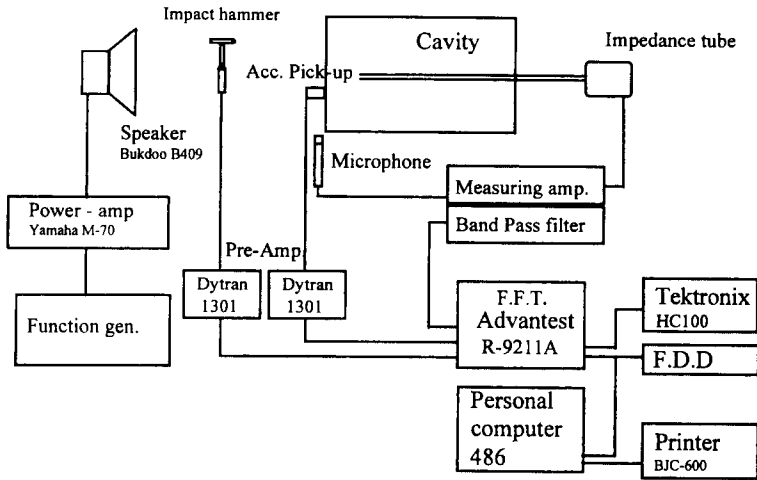 Impact hammer
Cavity
Impedance tube
Acc. Pick-up
Speaker
Bukdoo B409
Microphone
Measuring amp.
Power - amp
Yamaha M-70
Band Pass filter
Pre-Amp
Dytran
1301
Dytran
1301
F.F.T.
Advantest
R-9211A
Tektronix
HC100
Function gen.
F.D.D
Personal
computer
486
Printer
BJC-600